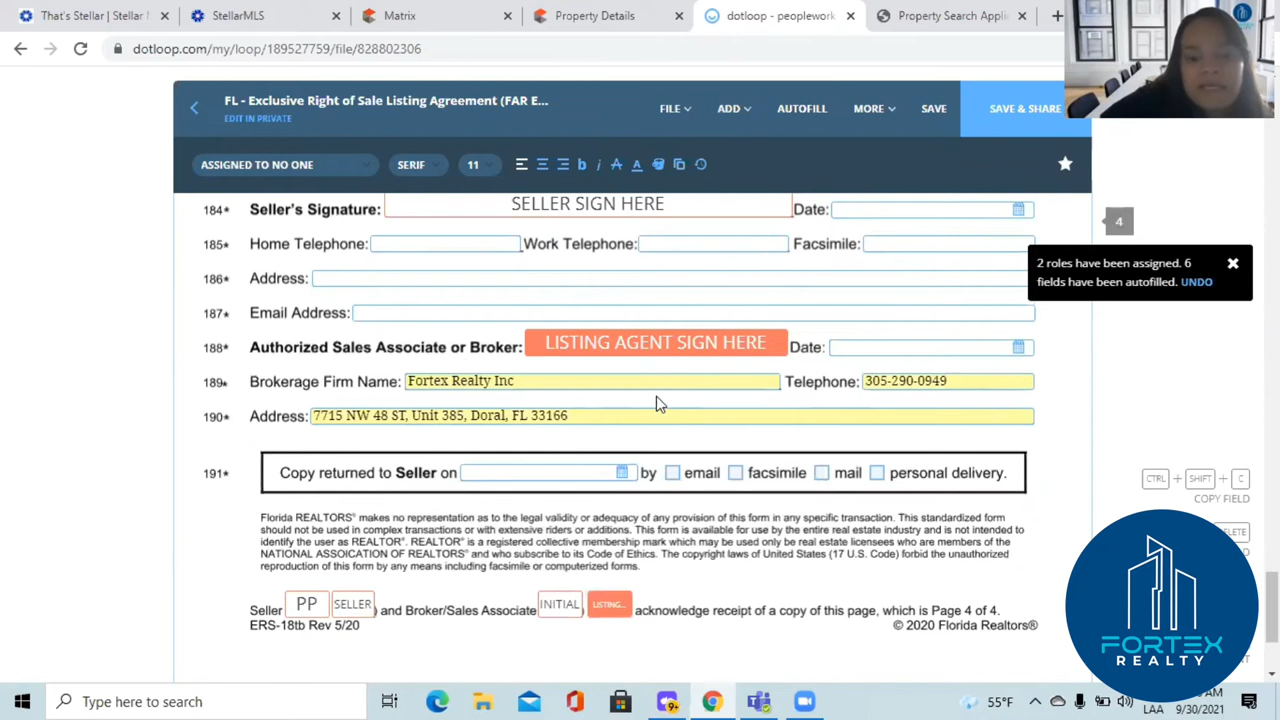 That's Stellar | Stellar M
StellarMLS
Matrix
Property Details
dotloop - peoplework
Property Search Appli
dotloop.com/my/loop/189527759/file/828802306
FL - Exclusive Right of Sale Listing Agreement (FAR E...
EDIT IN PRIVATE
FILE ADD AUTOFILL MORE SAVE SAVE & SHARE
ASSIGNED TO NO ONE SERIF 11
184* Seller's Signature: SELLER SIGN HERE Date:
4
185* Home Telephone: Work Telephone: Facsimile:
2 roles have been assigned. 6
fields have been autofilled. UNDO
186* Address:
187* Email Address:
188* Authorized Sales Associate or Broker: LISTING AGENT SIGN HERE Date:
189* Brokerage Firm Name: Fortex Realty Inc Telephone: 305-290-0949
190* Address: 7715 NW 48 ST, Unit 385, Doral, FL 33166
191* Copy returned to Seller on by email facsimile mail personal delivery.
CTRL + SHIFT + C
COPY FIELD
Florida REALTORS® makes no representation as to the legal validity or adequacy of any provision of this form in any specific transaction. This standardized form
should not be used in complex transactions or with extensive riders or additions. This form is available for use by the entire real estate industry and is not intended to
identify the user as REALTOR®. REALTOR® is a registered collective membership mark which may be used only by real estate licensees who are members of the
NATIONAL ASSOCATION OF REALTORS® and who subscribe to its Code of Ethics. The copyright laws of United States (17 U.S. Code) forbid the unauthorized
reproduction of this form by any means including facsimile or computerized forms.
Seller PP SELLER ) and Broker/Sales Associate INITIAL ) LISTING... acknowledge receipt of a copy of this page, which is Page 4 of 4.
ERS-18tb Rev 5/20 © 2020 Florida Realtors®
FORTEX
REALTY
Type here to search
9+
55°F
LAA
9/30/2021